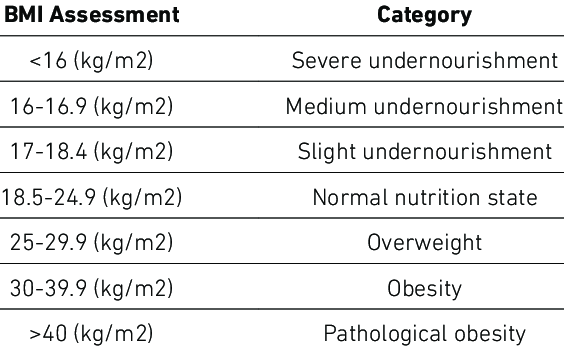 BMI Assessment Category
<16 (kg/m2) Severe undernourishment
16-16.9 (kg/m2) Medium undernourishment
17-18.4 (kg/m2) Slight undernourishment
18.5-24.9 (kg/m2) Normal nutrition state
25-29.9 (kg/m2) Overweight
30-39.9 (kg/m2) Obesity
>40 (kg/m2) Pathological obesity